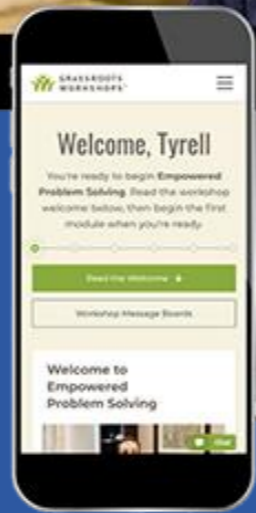 GRASSROOTS
WORKSHOPS
Welcome, Tyrell
You're ready to begin Empowered
Problem Solving. Read the workshop
welcome below, then begin the first
module when you're ready.
Read the Welcome
Workshop Message Boards
Welcome to
Empowered
Problem Solving
Chat